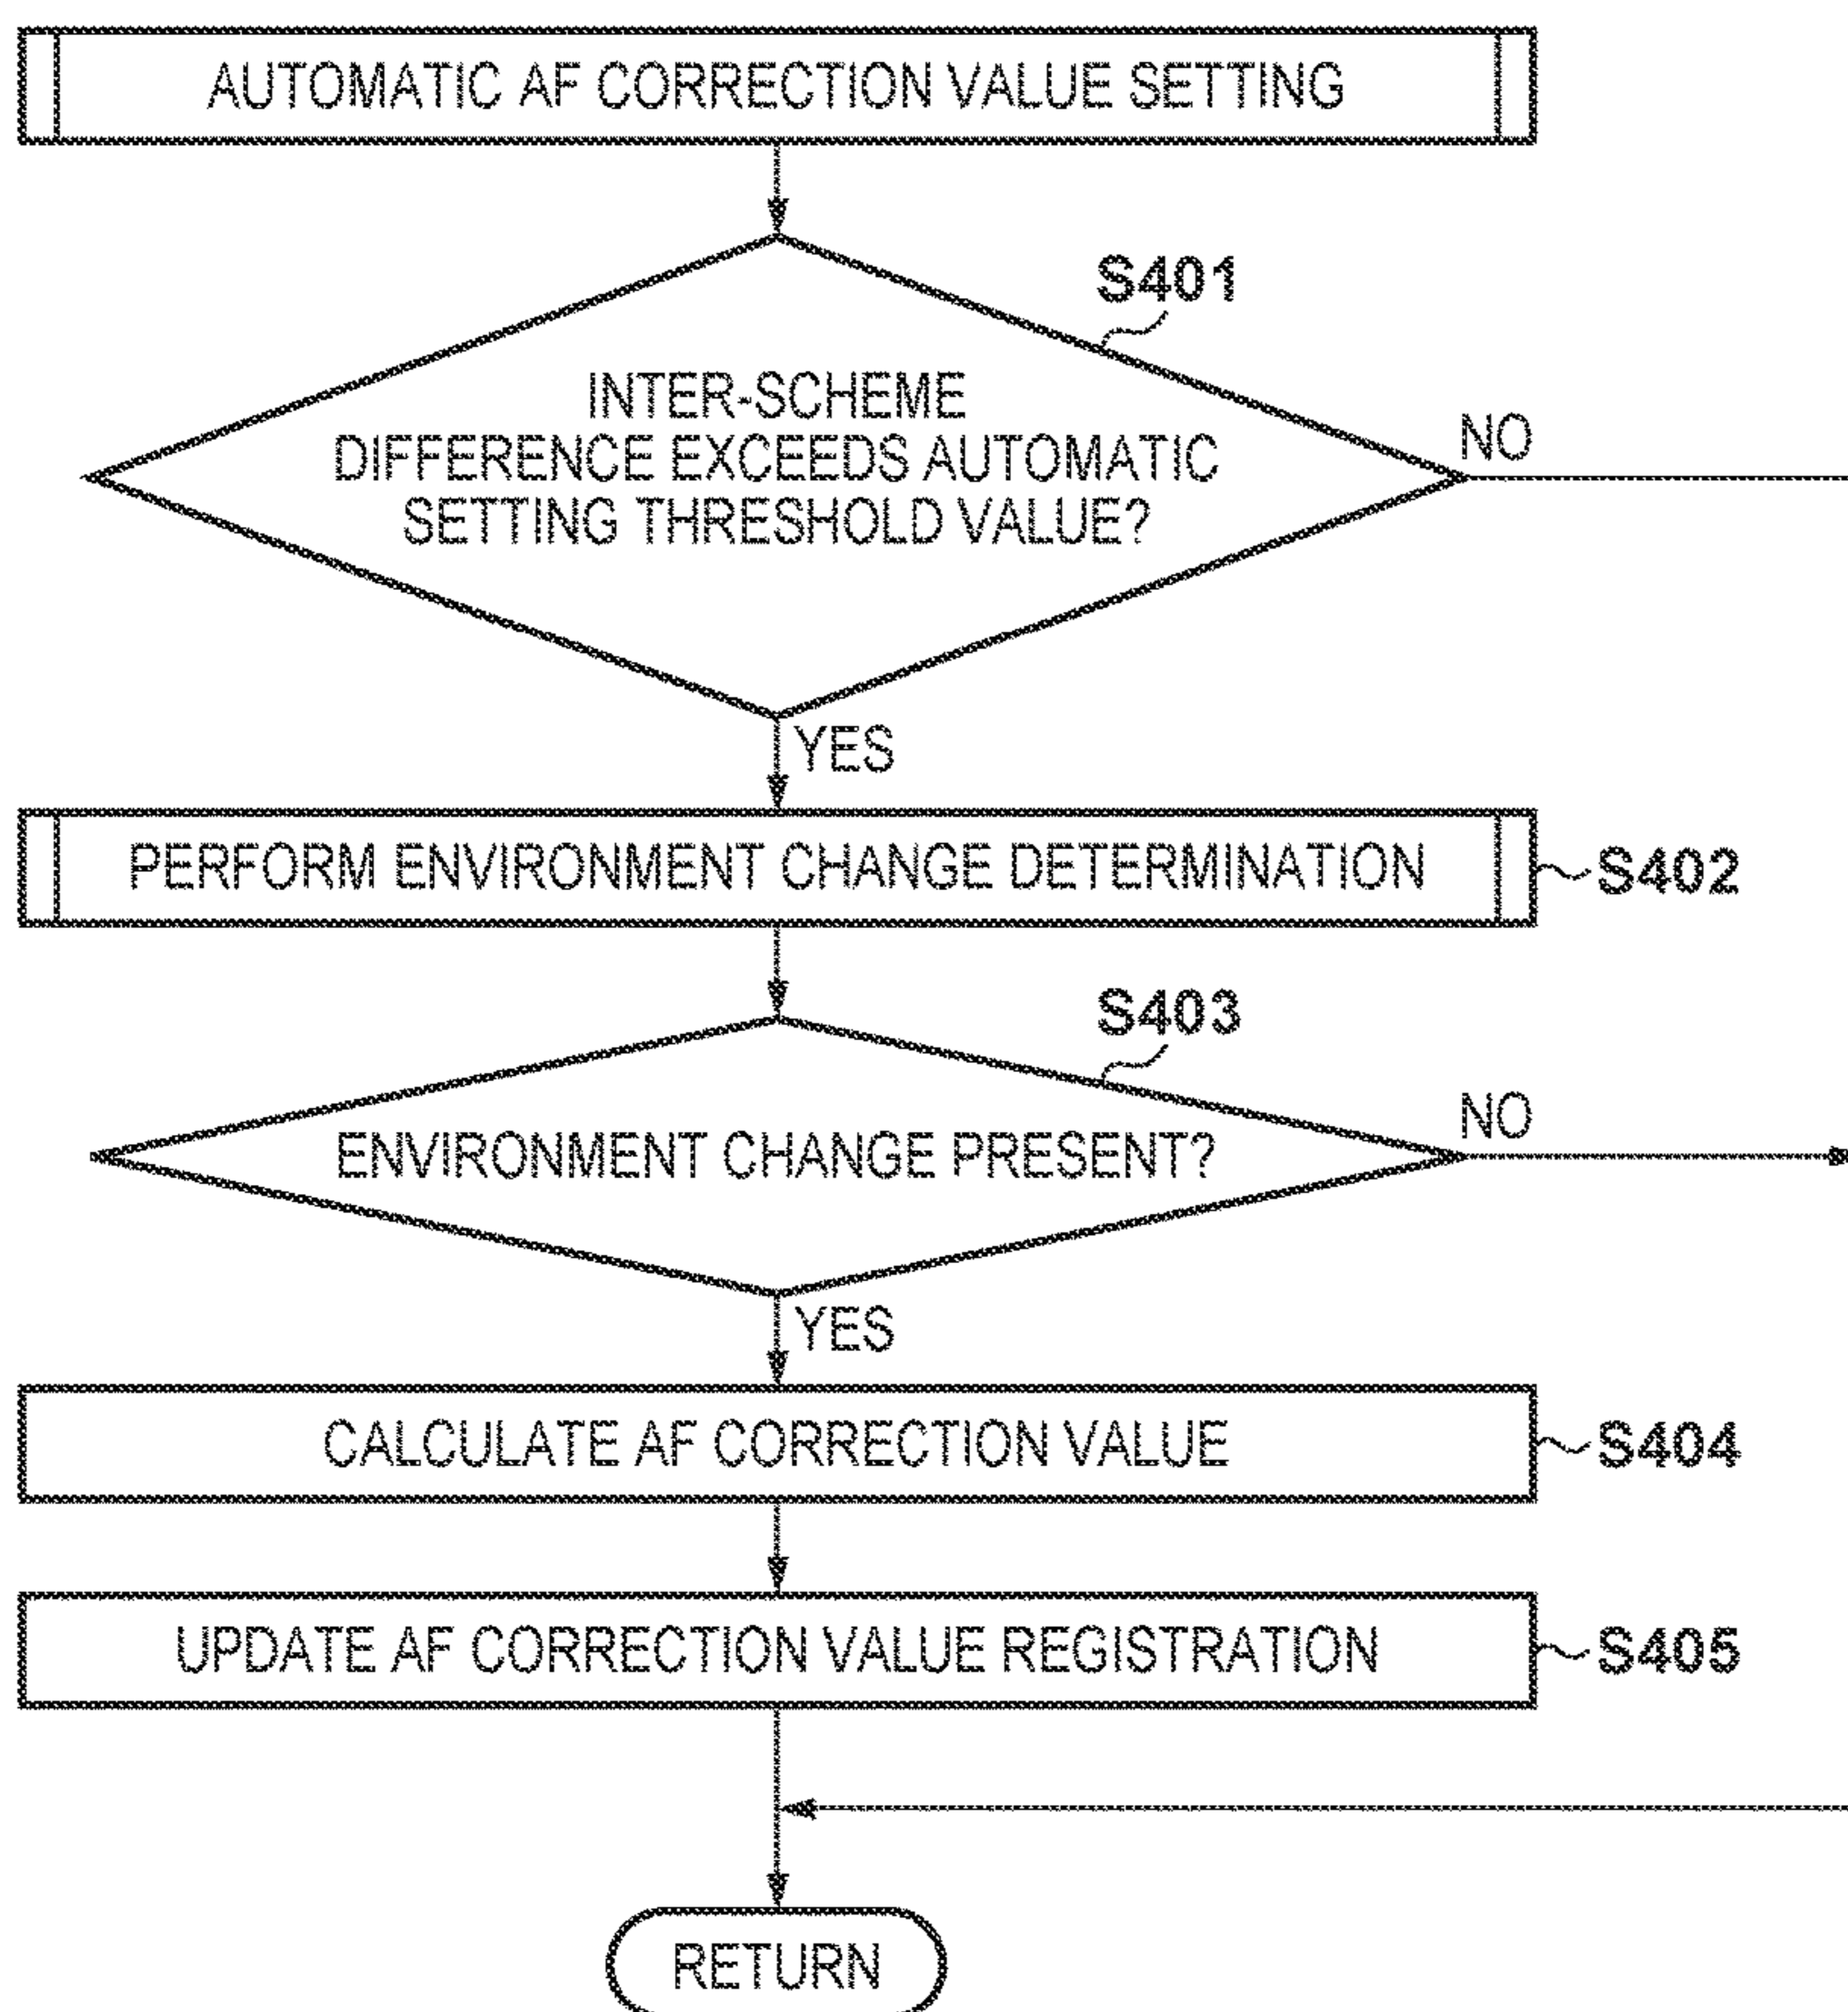 AUTOMATIC AF CORRECTION VALUE SETTING
S401
INTER-SCHEME
DIFFERENCE EXCEEDS AUTOMATIC
SETTING THRESHOLD VALUE?
NO
YES
PERFORM ENVIRONMENT CHANGE DETERMINATION
S402
S403
ENVIRONMENT CHANGE PRESENT?
NO
YES
CALCULATE AF CORRECTION VALUE
S404
UPDATE AF CORRECTION VALUE REGISTRATION
S405
RETURN